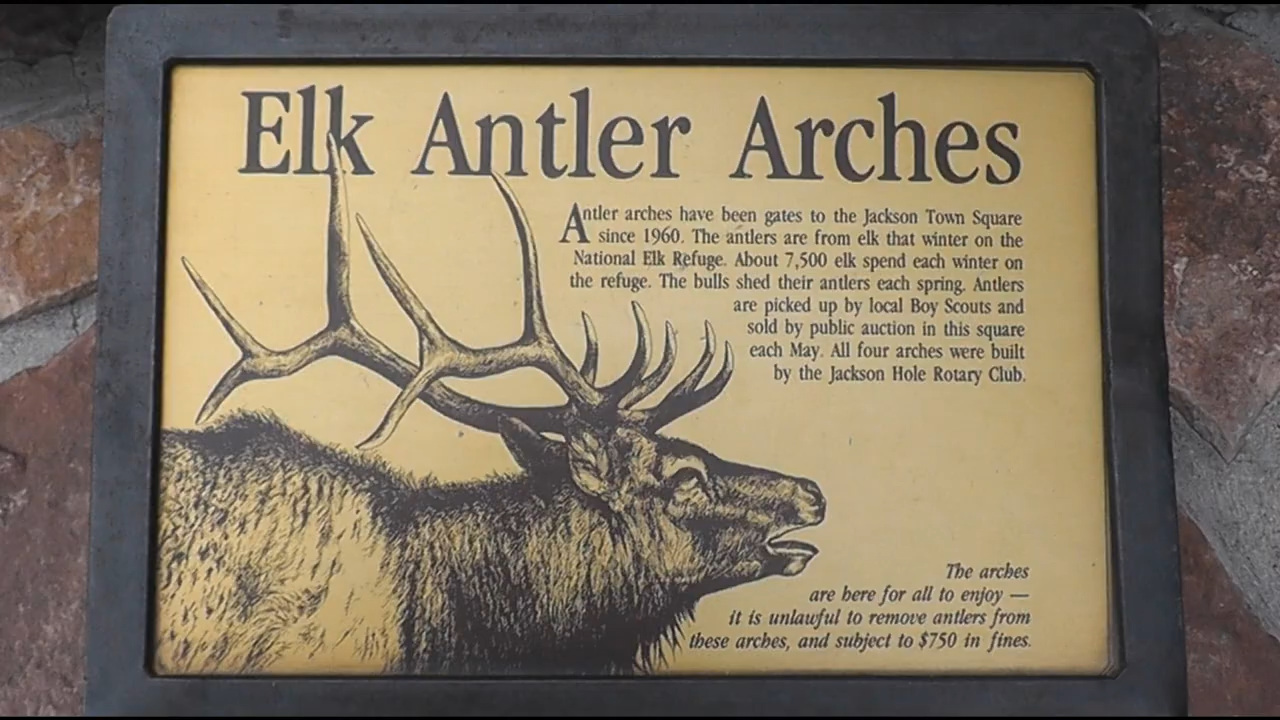 Elk Antler Arches
Antler arches have been gates to the Jackson Town Square
since 1960. The antlers are from elk that winter on the
National Elk Refuge. About 7,500 elk spend each winter on
the refuge. The bulls shed their antlers each spring. Antlers
are picked up by local Boy Scouts and
sold by public auction in this square
each May. All four arches were built
by the Jackson Hole Rotary Club.
The arches
are here for all to enjoy —
it is unlawful to remove antlers from
these arches, and subject to $750 in fines.